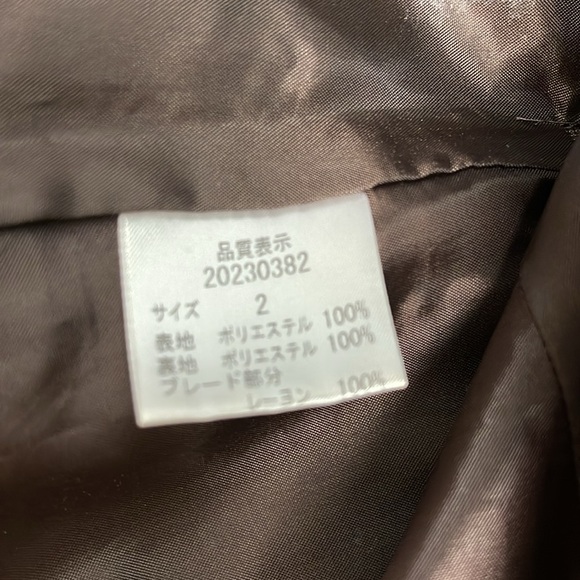 品質表示
20230382
サイズ 2
表地 ポリエステル 100%
裏地 ポリエステル 100%
ブレード部分
レーヨン 100%